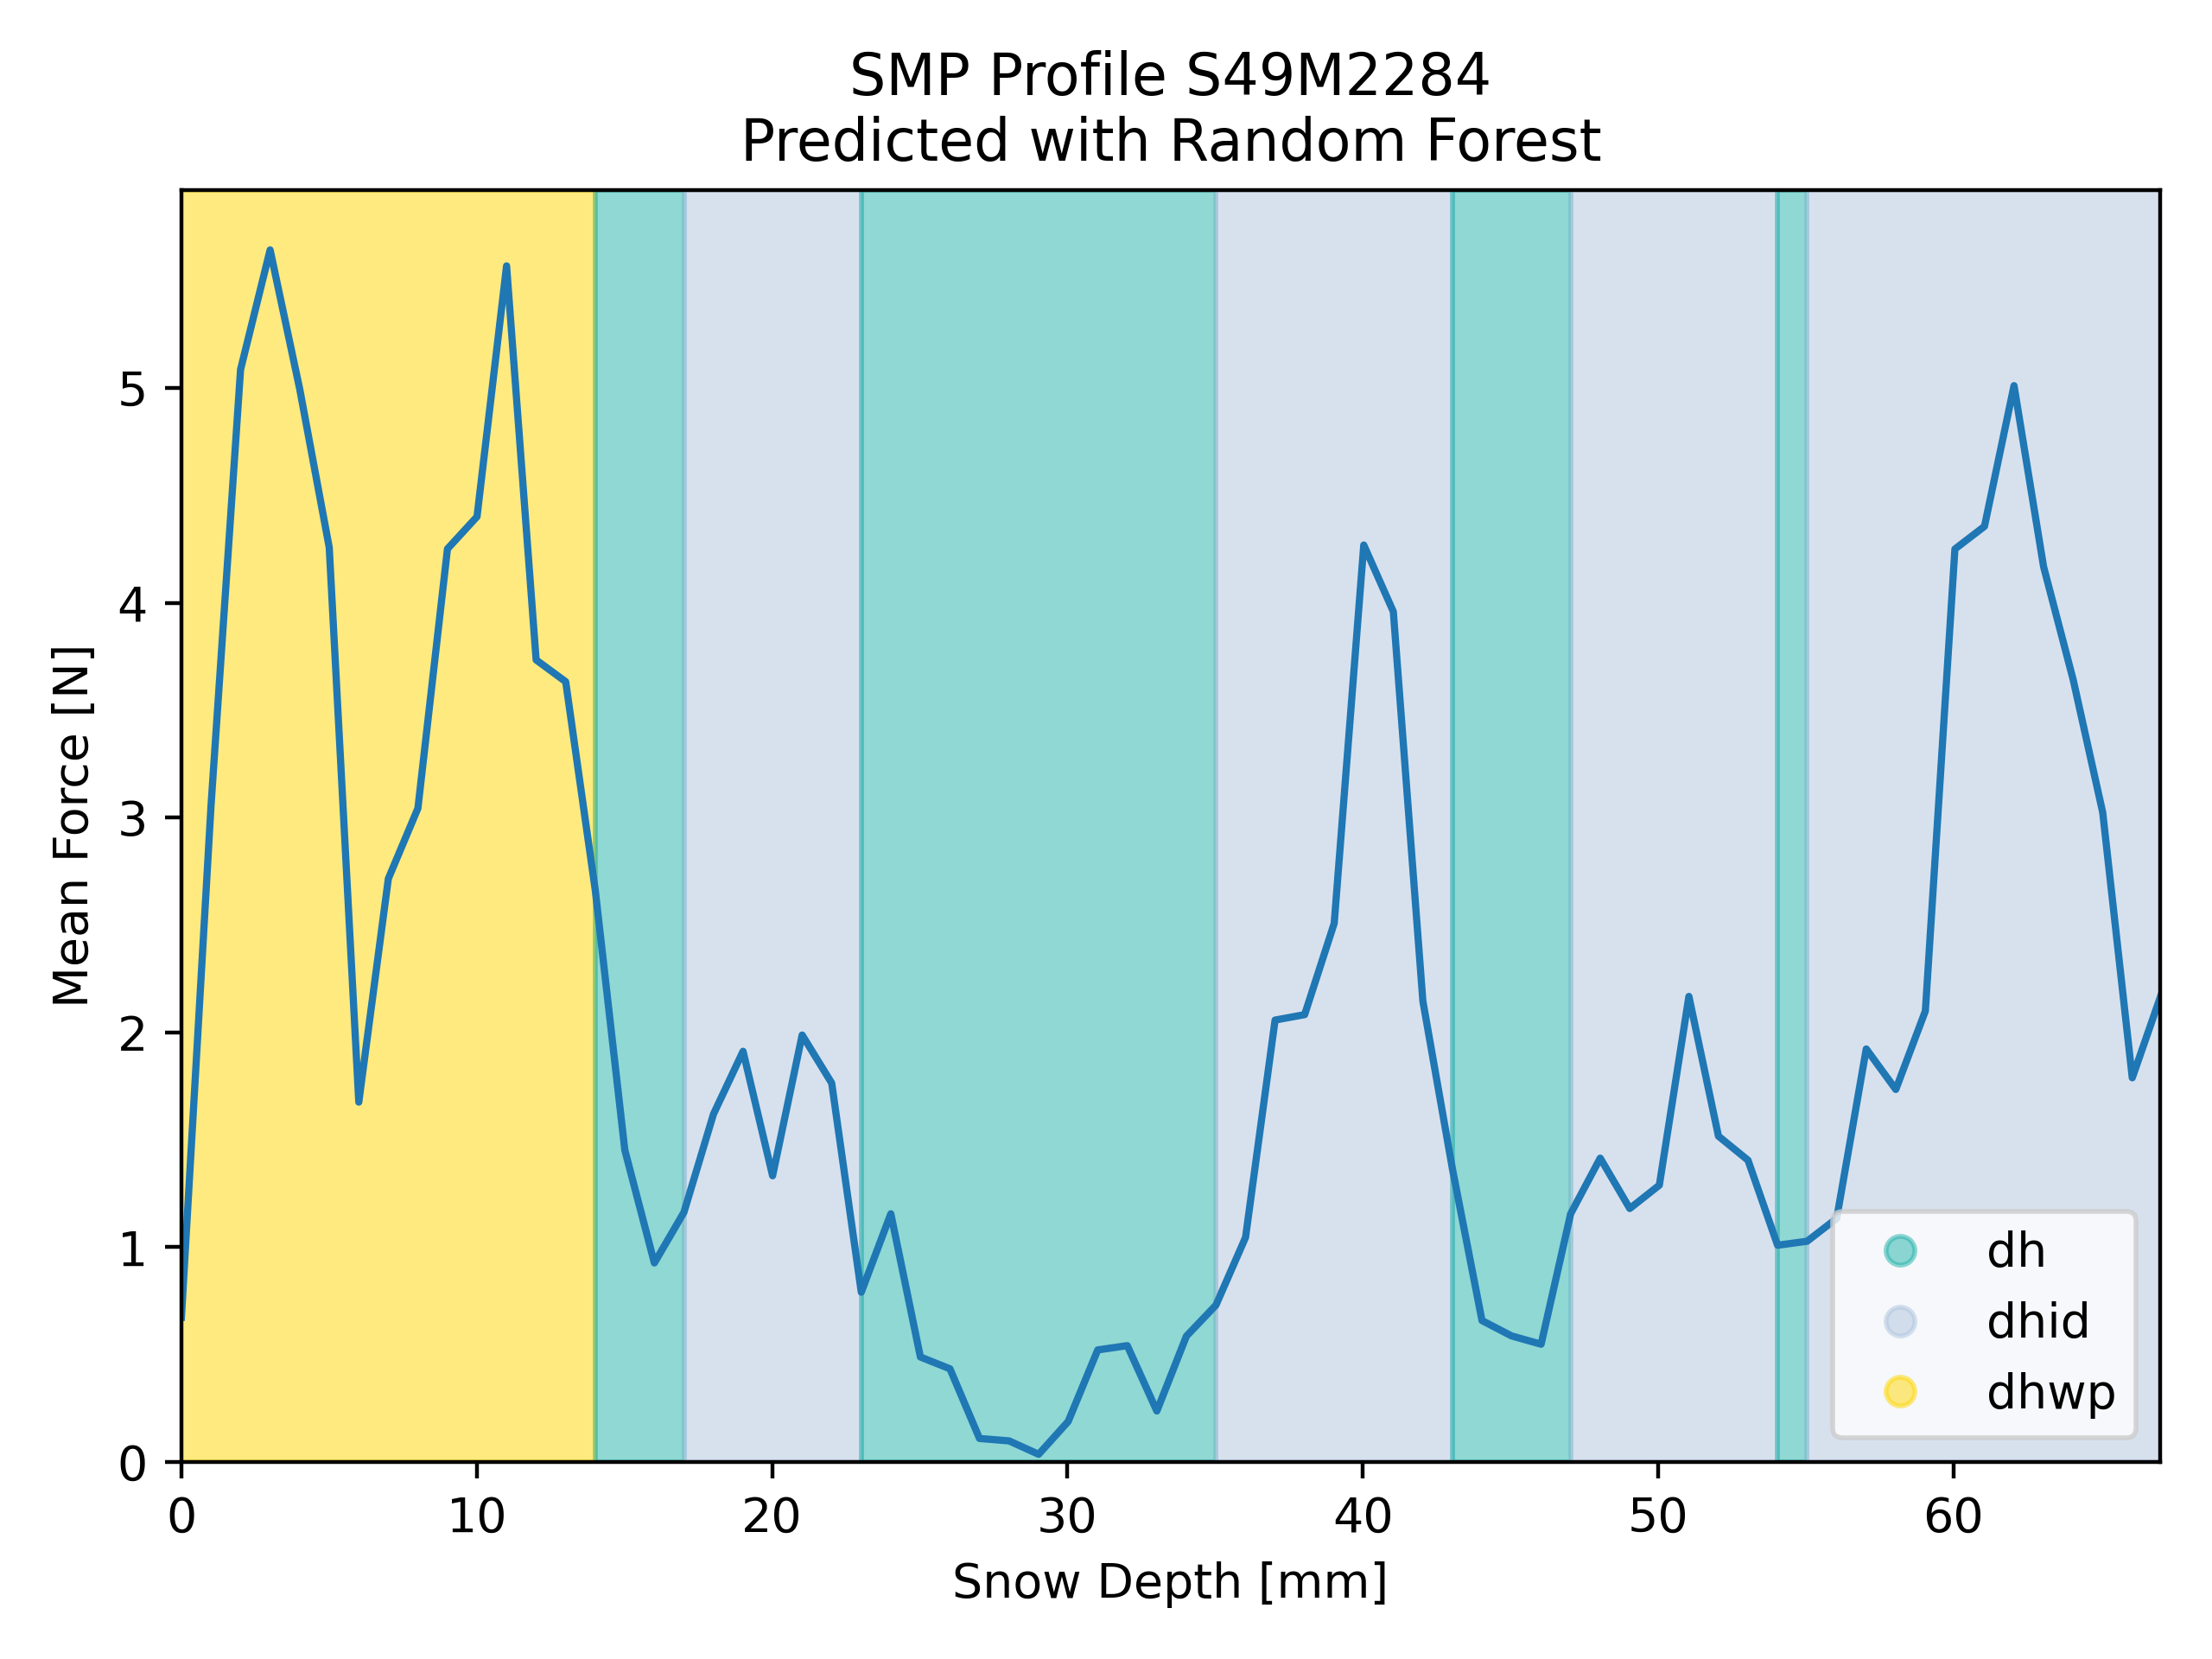 SMP Profile S49M2284
Predicted with Random Forest
Mean Force [N]
5
4
3
2
1
0
0 10 20 30 40 50 60
Snow Depth [mm]
dh
dhid
dhwp